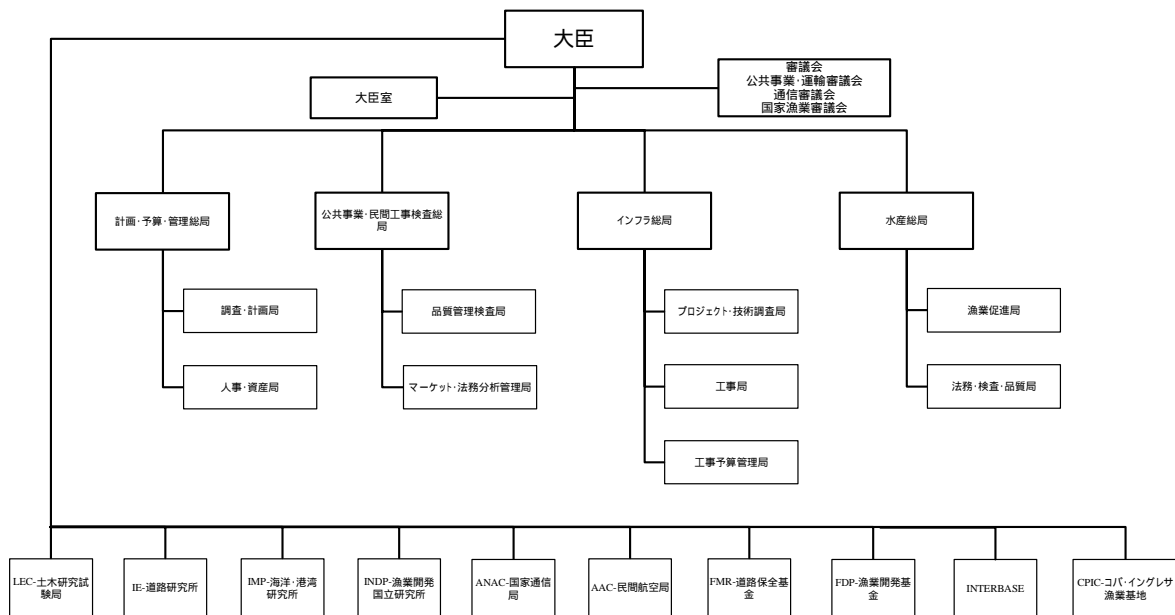 大臣
大臣室
審議会
公共事業･運輸審議会
通信審議会
国家漁業審議会
計画･予算･管理総局
公共事業･民間工事検査総
局
インフラ総局
水産総局
調査･計画局
品質管理検査局
プロジェクト･技術調査局
漁業促進局
人事･資産局
マーケット･法務分析管理局
工事局
法務･検査･品質局
工事予算管理局
LEC-土木研究試
験局
IE-道路研究所
IMP-海洋･港湾
研究所
INDP-漁業開発
国立研究所
ANAC-国家通信
局
AAC-民間航空局
FMR-道路保全基
金
FDP-漁業開発基
金
INTERBASE
CPIC-コバ･イングレサ
漁業基地